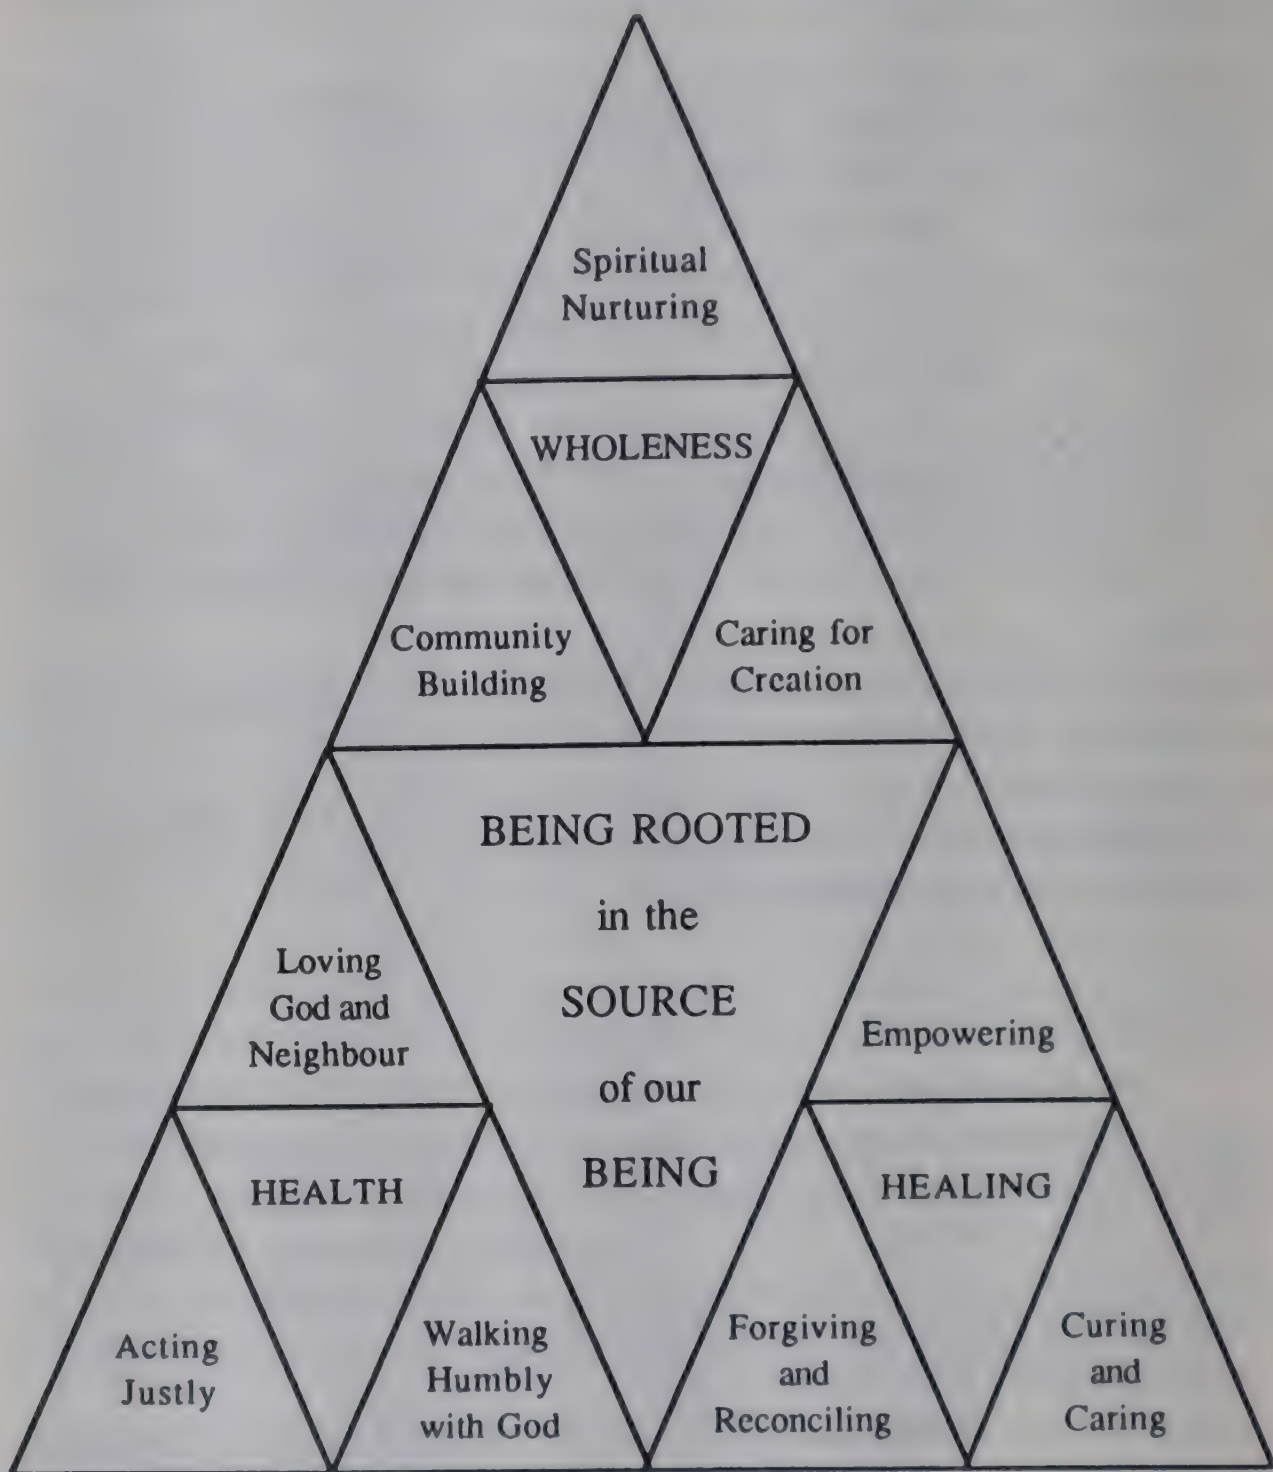 Spiritual
Nurturing
WHOLENESS
Community
Building
Caring for
Creation
BEING ROOTED
in the
SOURCE
of our
BEING
Loving
God and
Neighbour
Empowering
HEALTH
HEALING
Acting
Justly
Walking
Humbly
with God
Forgiving
and
Reconciling
Curing
and
Caring